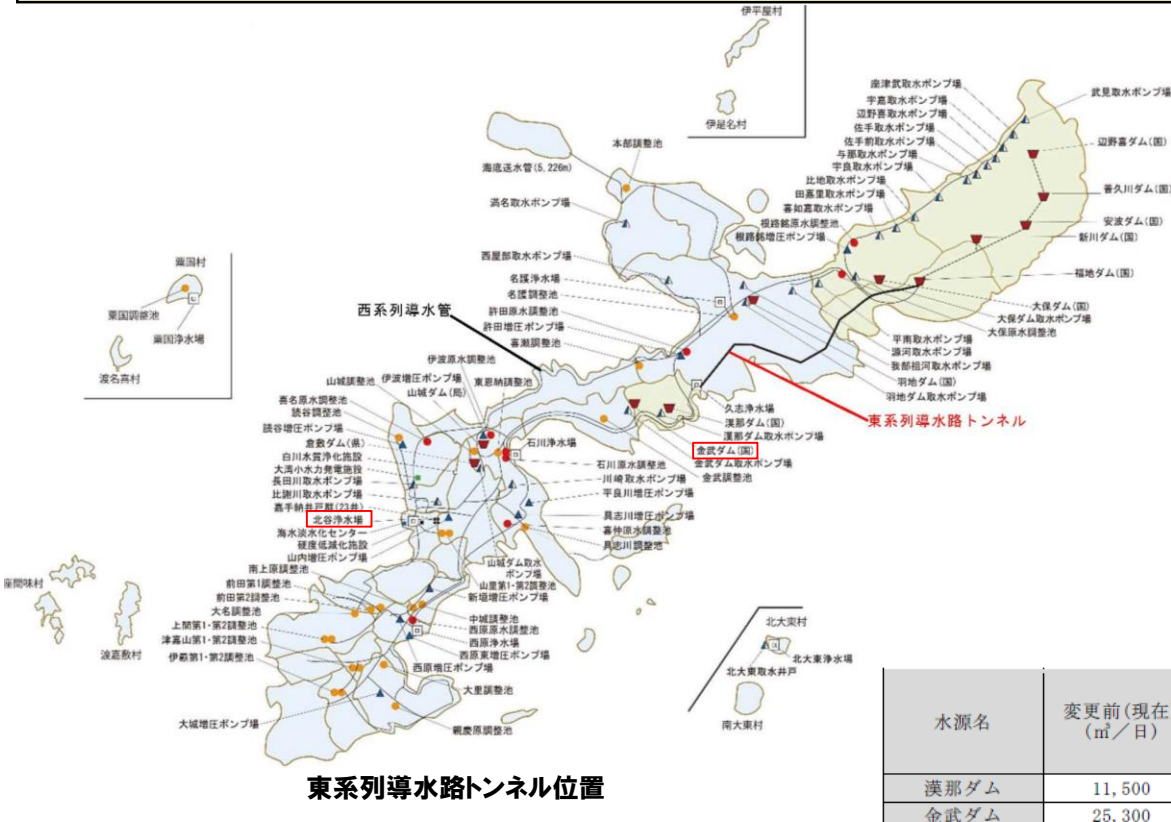 伊平屋村
伊是名村
座津武取水ポンプ場
武見取水ポンプ場
宇嘉取水ポンプ場
辺野喜取水ポンプ場
佐手取水ポンプ場
佐手前取水ポンプ場
与那取水ポンプ場
宇良取水ポンプ場
比地取水ポンプ場
田嘉里取水ポンプ場
喜如嘉取水ポンプ場
根路銘原水調整池
根路銘増圧ポンプ場
辺野喜ダム(国)
普久川ダム(国)
安波ダム(国)
新川ダム(国)
福地ダム(国)
大保ダム(国)
大保ダム取水ポンプ場
大保原水調整池
平南取水ポンプ場
源河取水ポンプ場
我部祖河取水ポンプ場
羽地ダム(国)
羽地ダム取水ポンプ場
本部調整池
海底送水管(5,226m)
満名取水ポンプ場
西屋部取水ポンプ場
名護浄水場
名護調整池
許田原水調整池
許田増圧ポンプ場
喜瀬調整池
西系列導水管
東系列導水路トンネル
粟国村
粟国調整池
粟国浄水場
渡名喜村
久志浄水場
漢那ダム(国)
漢那ダム取水ポンプ場
金武ダム(国)
金武ダム取水ポンプ場
金武調整池
伊波原水調整池
山城調整池
伊波増圧ポンプ場
東恩納調整池
山城ダム(局)
喜名原水調整池
読谷調整池
読谷増圧ポンプ場
倉敷ダム(県)
白川水質浄化施設
大湾小水力発電施設
長田川取水ポンプ場
比謝川取水ポンプ場
嘉手納井戸群(23井)
北谷浄水場
海水淡水化センター
硬度低減化施設
山内増圧ポンプ場
石川浄水場
石川原水調整池
川崎取水ポンプ場
平良川増圧ポンプ場
具志川増圧ポンプ場
喜仲原水調整池
具志川調整池
山城ダム取水
ポンプ場
山里第1・第2調整池
新垣増圧ポンプ場
南上原調整池
前田第1調整池
前田第2調整池
大名調整池
上間第1・第2調整池
津嘉山第1・第2調整池
伊覇第1・第2調整池
中城調整池
西原原水調整池
西原浄水場
西原東増圧ポンプ場
西原増圧ポンプ場
大里調整池
大城増圧ポンプ場
親慶原調整池
座間味村
渡嘉敷村
北大東村
北大東浄水場
北大東取水井戸
南大東村
東系列導水路トンネル位置
水源名 変更前(現在
(㎥/日)
漢那ダム 11,500
金武ダム 25,300